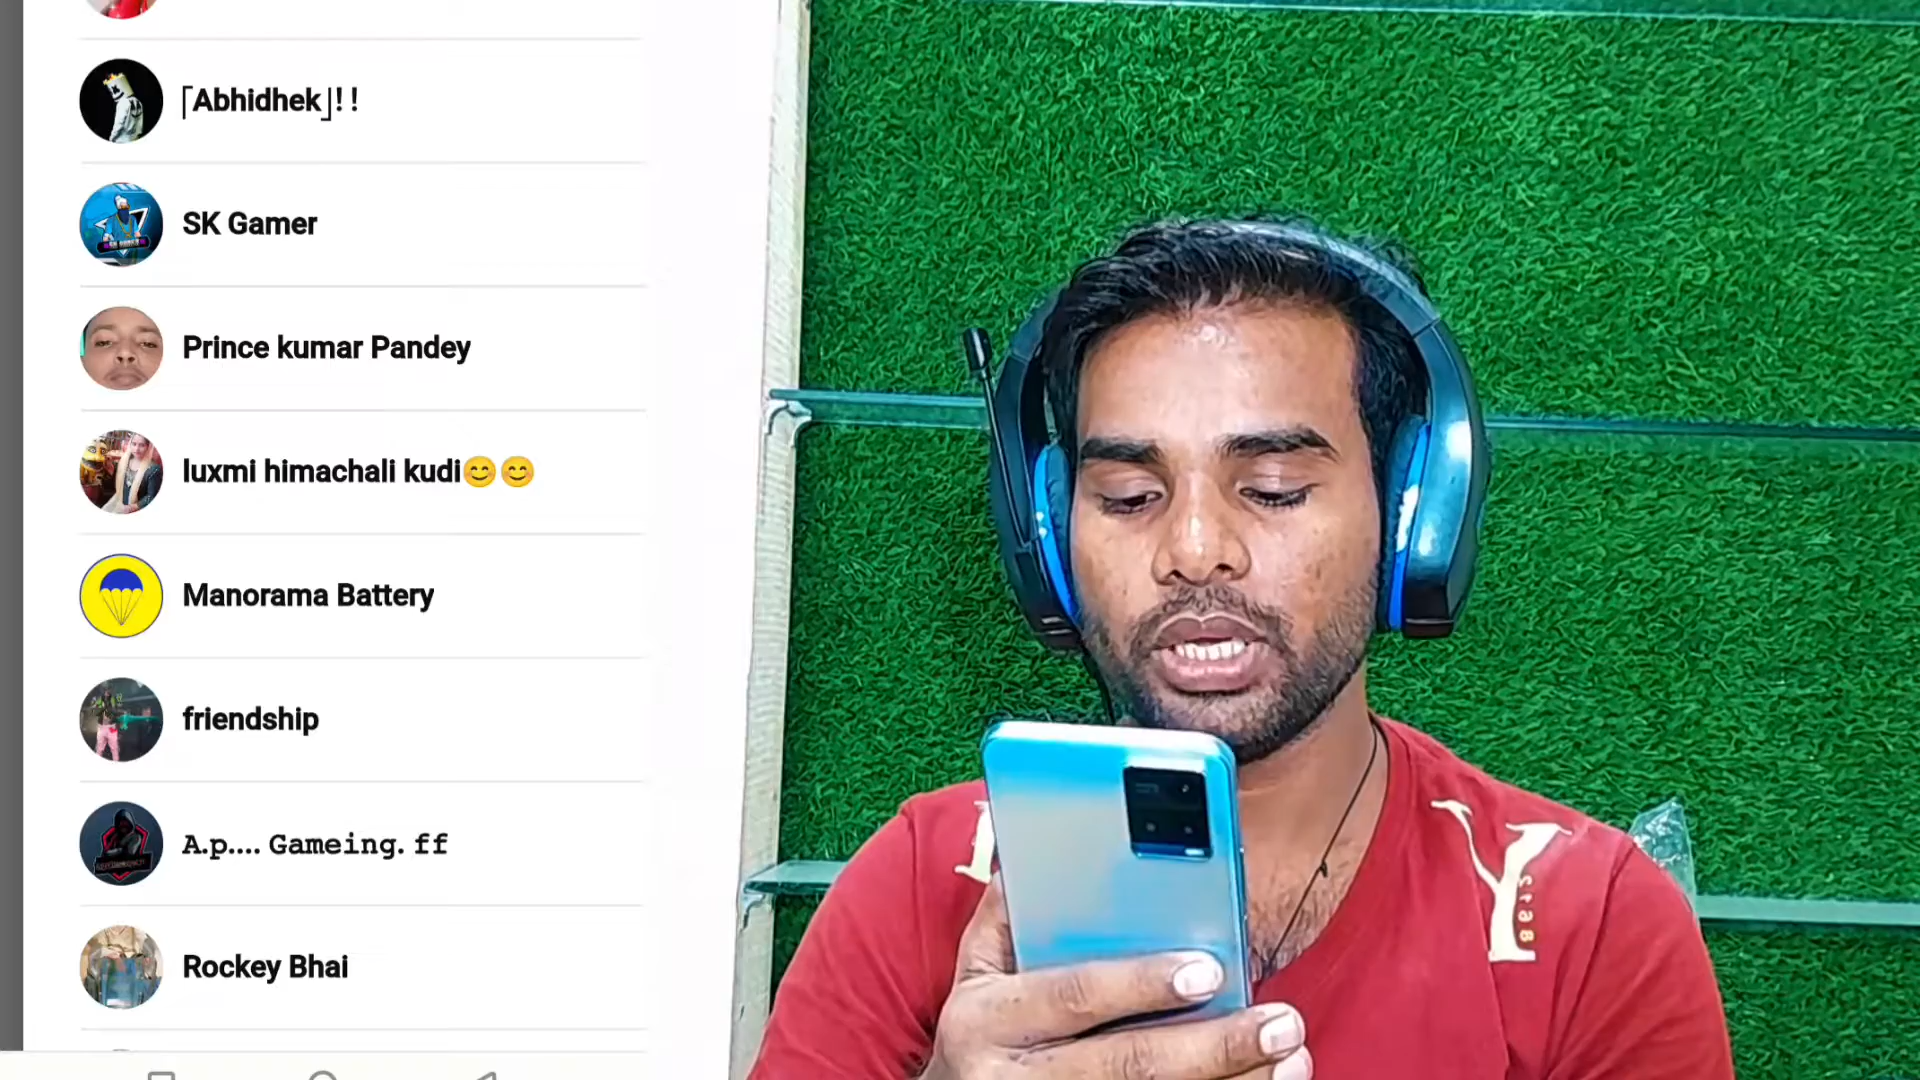 ⎡Abhidhek⎦! !
SK Gamer
Prince kumar Pandey
luxmi himachali kudi😊😊
Manorama Battery
friendship
A.p.... Gameing. ff
Rockey Bhai